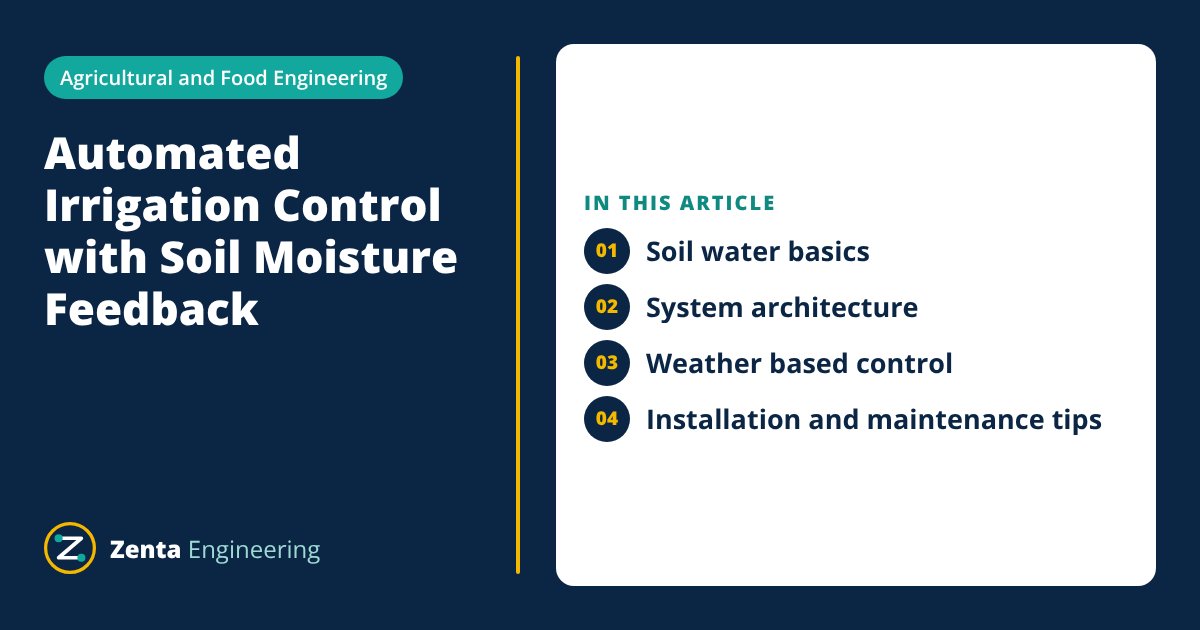 Agricultural and Food Engineering
Automated
Irrigation Control
with Soil Moisture
Feedback
Zenta Engineering
IN THIS ARTICLE
01 Soil water basics
02 System architecture
03 Weather based control
04 Installation and maintenance tips